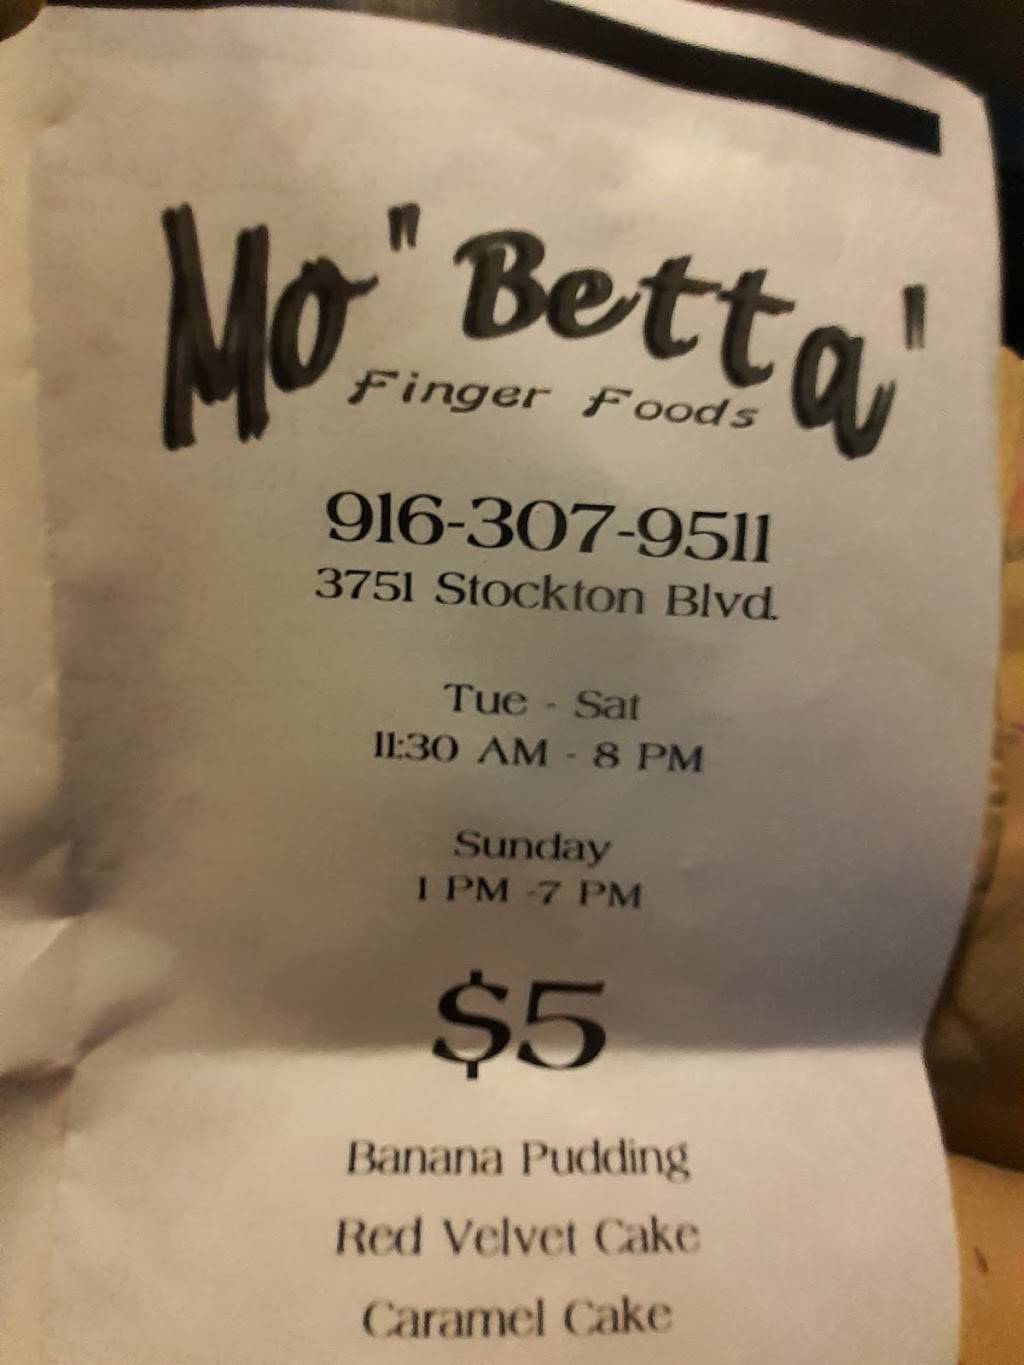 Mo "Betta"
Finger Foods
916-307-9511
3751 Stockton Blvd.
Tue - Sat
11:30 AM - 8 PM
Sunday
1 PM -7 PM
$5
Banana Pudding
Red Velvet Cake
Caramel Cake